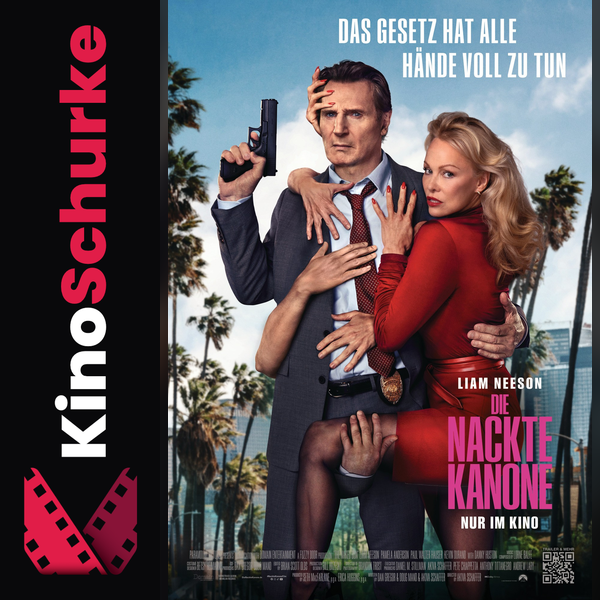 KinoSchurke
DAS GESETZ HAT ALLE
HÄNDE VOLL ZU TUN
LIAM NEESON
DIE
NACKTE
KANONE
NUR IM KINO